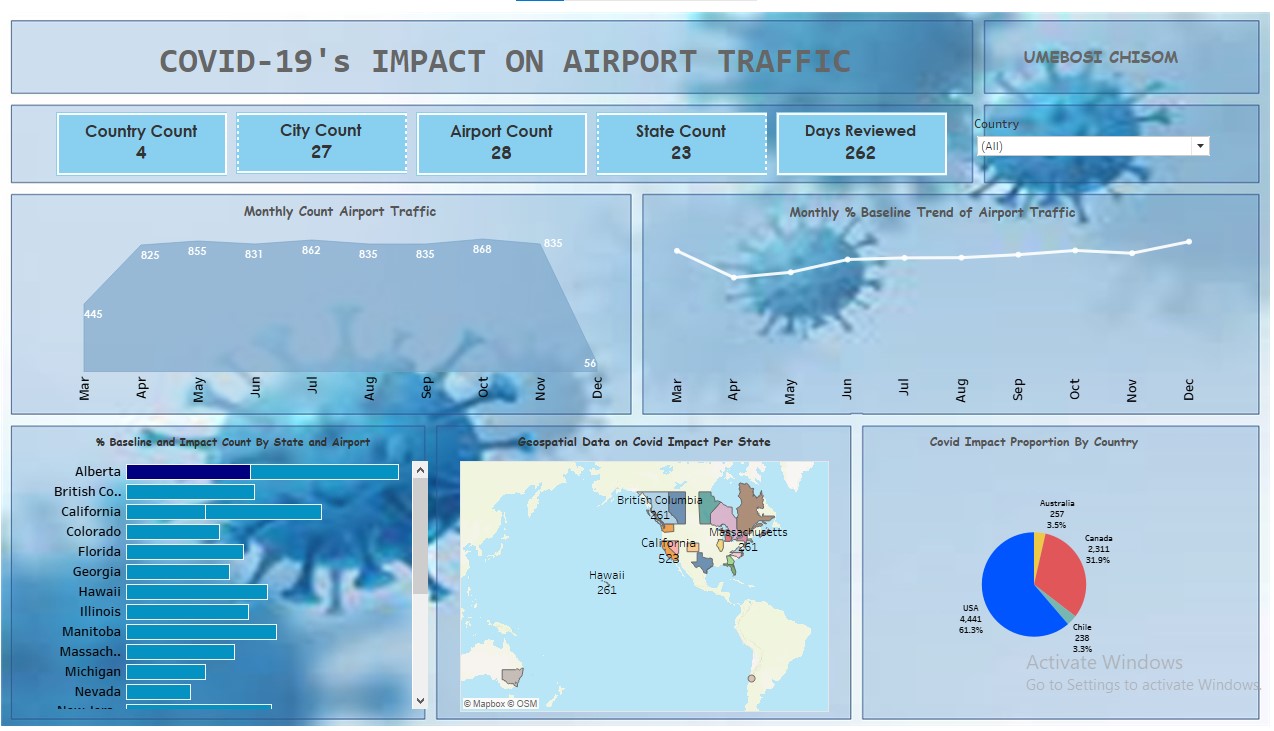 COVID-19's IMPACT ON AIRPORT TRAFFIC
UMEBOSI CHISOM
Country Count
4
City Count
27
Airport Count
28
State Count
23
Days Reviewed
262
Country
(All)
Monthly Count Airport Traffic
445
825
855
831
862
835
835
868
835
56
Mar
Apr
May
Jun
Jul
Aug
Sep
Oct
Nov
Dec
Monthly % Baseline Trend of Airport Traffic
Mar
Apr
May
Jun
Jul
Aug
Sep
Oct
Nov
Dec
% Baseline and Impact Count By State and Airport
Alberta
British Co..
California
Colorado
Florida
Georgia
Hawaii
Illinois
Manitoba
Massach..
Michigan
Nevada
Geospatial Data on Covid Impact Per State
British Columbia
261
Massachusetts
261
California
523
Hawaii
261
© Mapbox © OSM
Covid Impact Proportion By Country
Australia
257
3.5%
Canada
2,311
31.9%
USA
4,441
61.3%
Chile
238
3.3%
Activate Windows
Go to Settings to activate Windows.